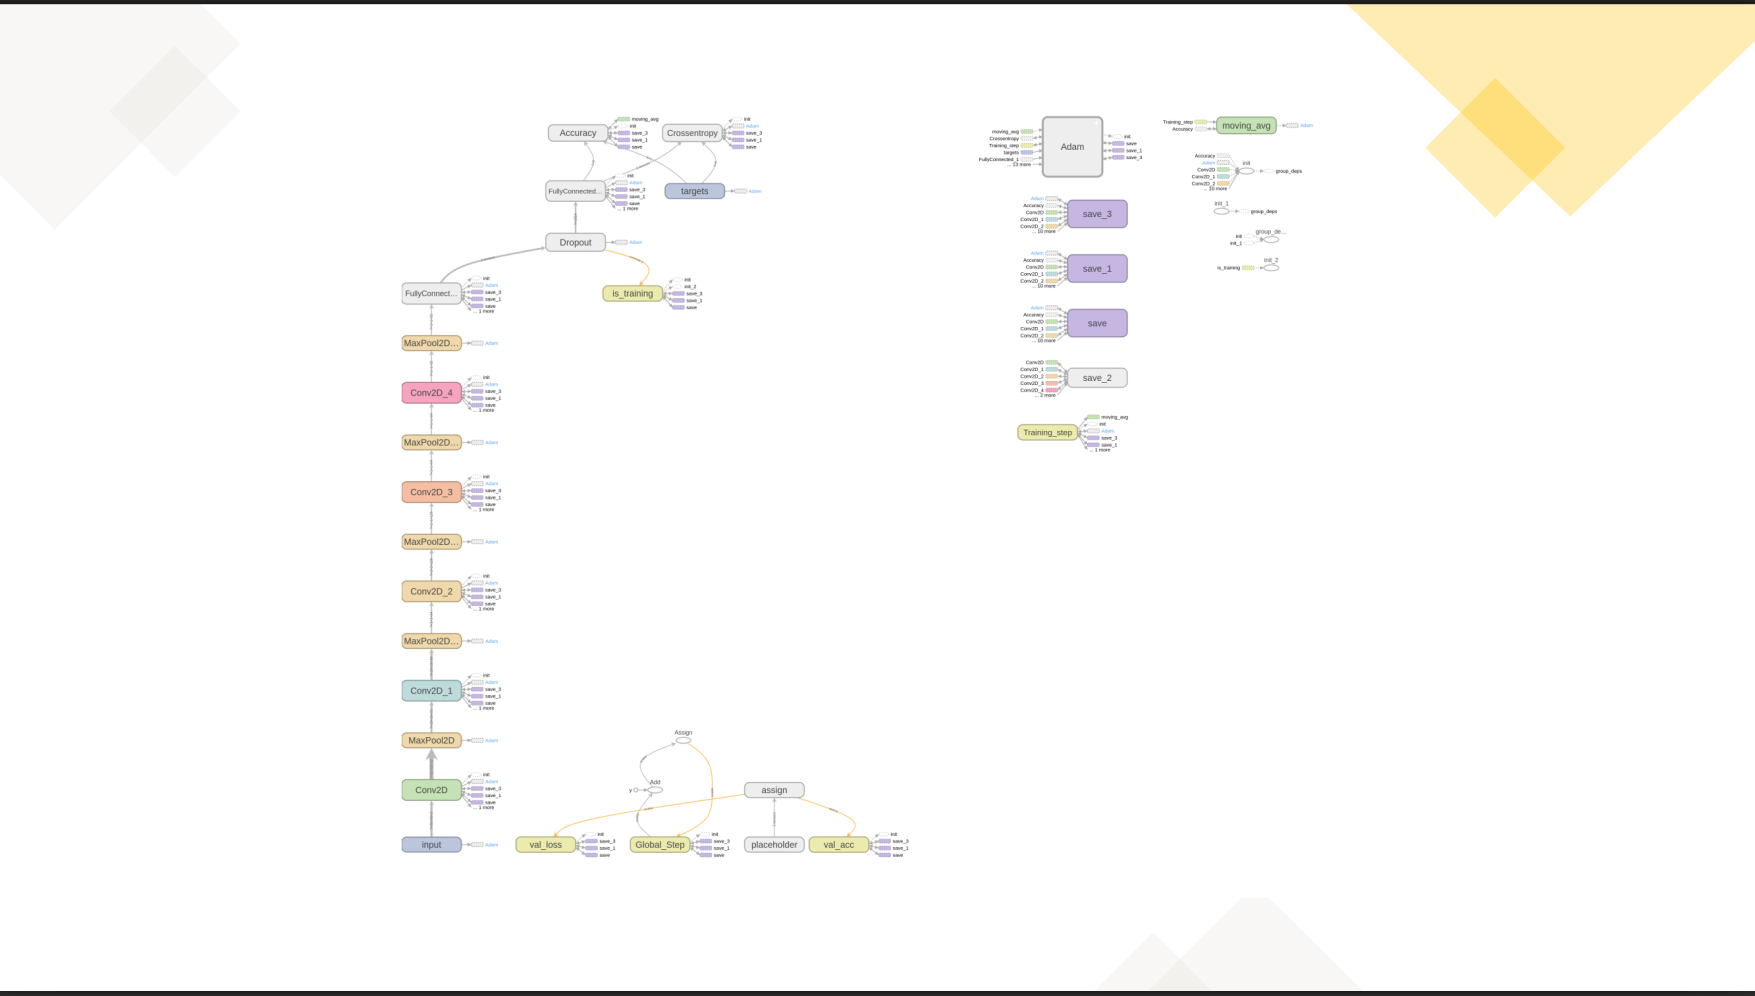 Accuracy
moving_avg
init
save_3
save_1
save
Crossentropy
init
Adam
save_3
save_1
save
FullyConnected...
init
Adam
save_3
save_1
save
... 1 more
targets
Adam
Dropout
Adam
is_training
init
init_2
save_3
save_1
save
FullyConnect...
init
Adam
save_3
save_1
save
... 1 more
MaxPool2D...
Adam
Conv2D_4
init
Adam
save_3
save_1
save
... 1 more
MaxPool2D...
Adam
Conv2D_3
init
Adam
save_3
save_1
save
... 1 more
MaxPool2D...
Adam
Conv2D_2
init
Adam
save_3
save_1
save
... 1 more
MaxPool2D...
Adam
Conv2D_1
init
Adam
save_3
save_1
save
... 1 more
MaxPool2D
Adam
Conv2D
init
Adam
save_3
save_1
save
... 1 more
input
Adam
Assign
Add
y
assign
val_loss
init
save_3
save_1
save
Global_Step
init
save_3
save_1
save
placeholder
val_acc
init
save_3
save_1
save
moving_avg
Crossentropy
Training_step
targets
FullyConnected_1
... 13 more
Adam
init
save
save_1
save_3
Adam
Accuracy
Conv2D
Conv2D_1
Conv2D_2
... 10 more
save_3
Adam
Accuracy
Conv2D
Conv2D_1
Conv2D_2
... 10 more
save_1
Adam
Accuracy
Conv2D
Conv2D_1
Conv2D_2
... 10 more
save
Conv2D
Conv2D_1
Conv2D_2
Conv2D_3
Conv2D_4
... 2 more
save_2
Training_step
moving_avg
init
Adam
save_3
save_1
... 1 more
Training_step
Accuracy
moving_avg
Adam
Accuracy
Adam
Conv2D
Conv2D_1
Conv2D_2
... 10 more
init
group_deps
init_1
group_deps
init
init_1
group_de...
is_training
init_2